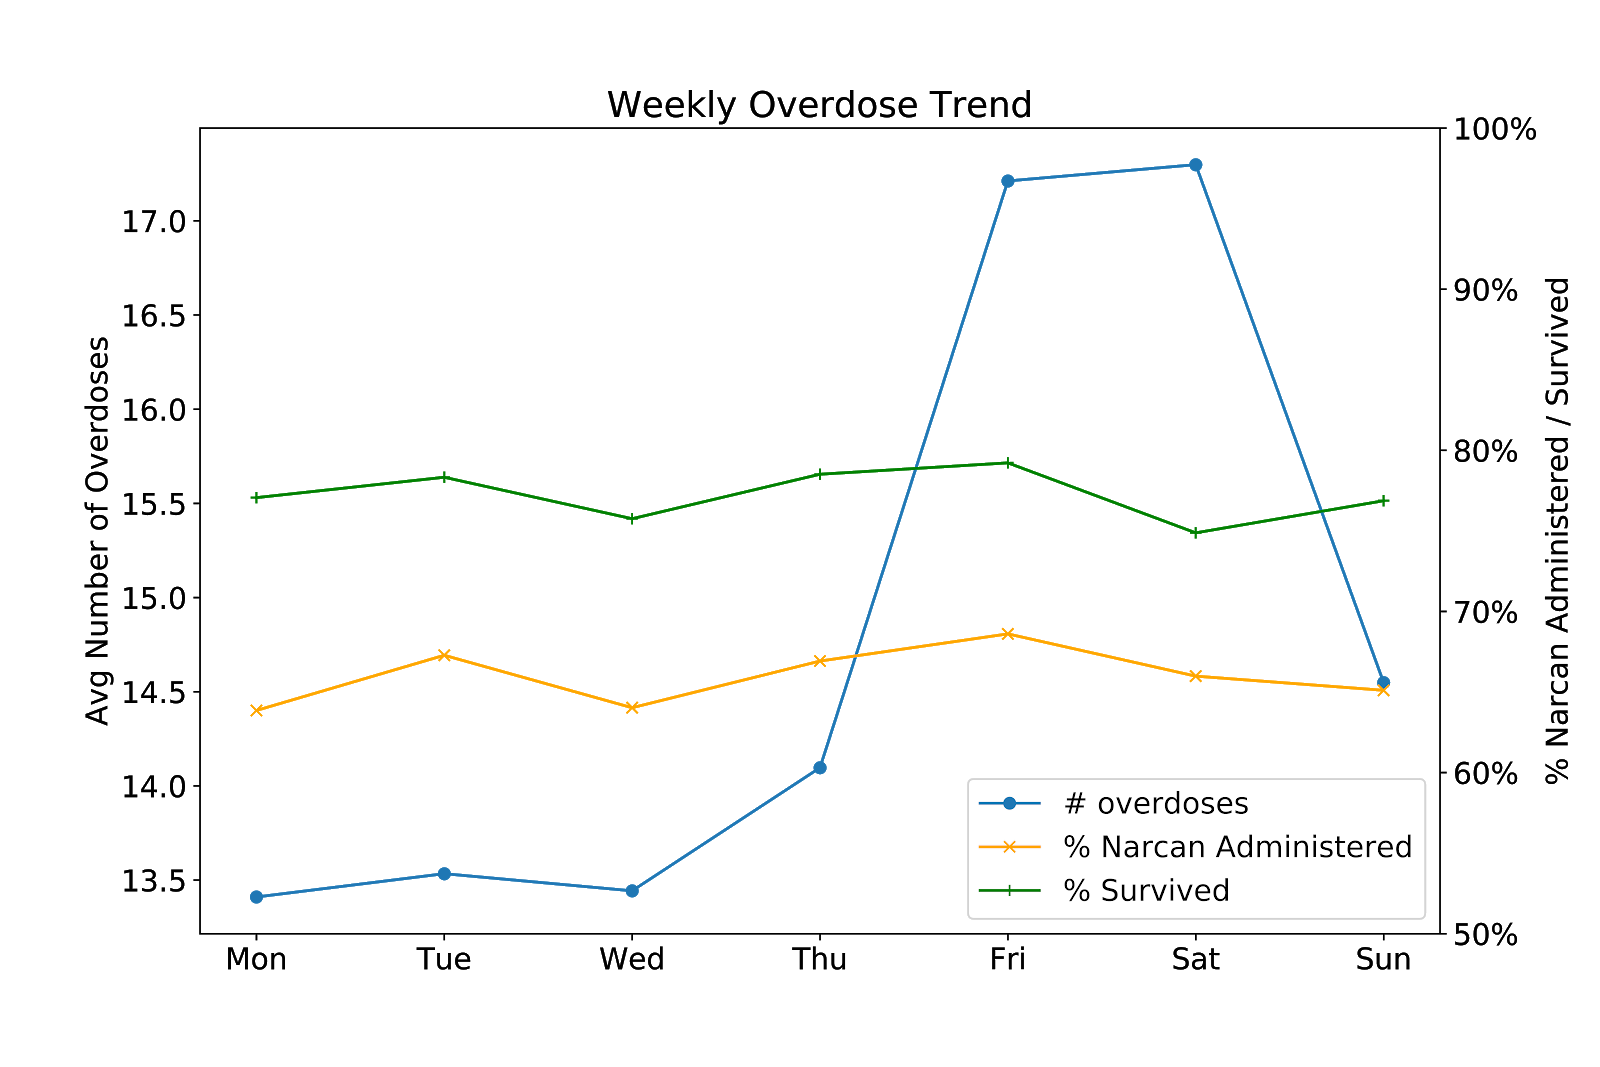 Weekly Overdose Trend
Avg Number of Overdoses
17.0
16.5
16.0
15.5
15.0
14.5
14.0
13.5
100%
90%
80%
70%
60%
50%
% Narcan Administered / Survived
# overdoses
% Narcan Administered
% Survived
Mon Tue Wed Thu Fri Sat Sun